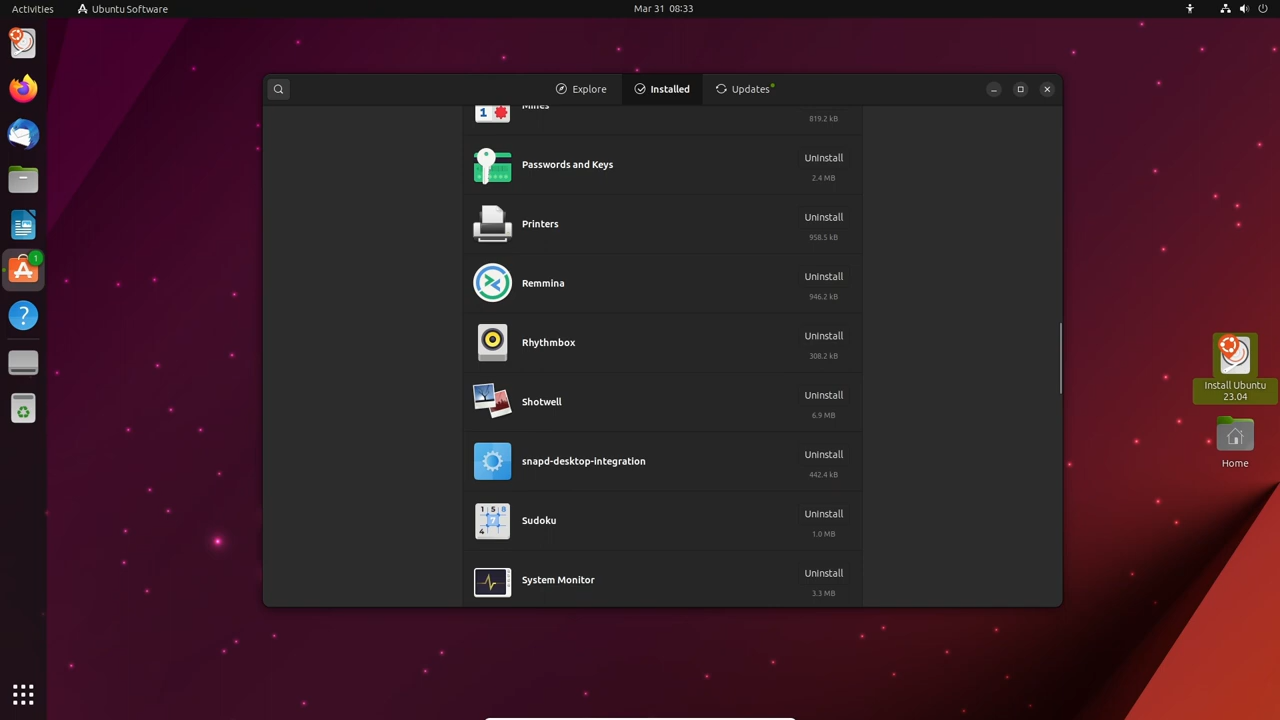 Activities
Ubuntu Software
Mar 31 08:33
Explore
Installed
Updates
Mines
819.2 kB
Passwords and Keys
Uninstall
2.4 MB
Printers
Uninstall
958.5 kB
Remmina
Uninstall
946.2 kB
Rhythmbox
Uninstall
308.2 kB
Shotwell
Uninstall
6.9 MB
snapd-desktop-integration
Uninstall
442.4 kB
Sudoku
Uninstall
1.0 MB
System Monitor
Uninstall
3.3 MB
1
Install Ubuntu
23.04
Home